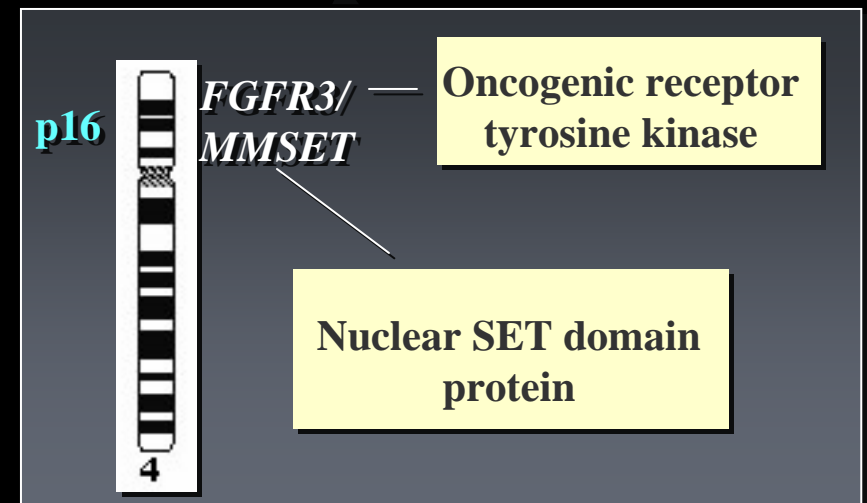 p16
FGFR3/
MMSET
Oncogenic receptor
tyrosine kinase
Nuclear SET domain
protein
4